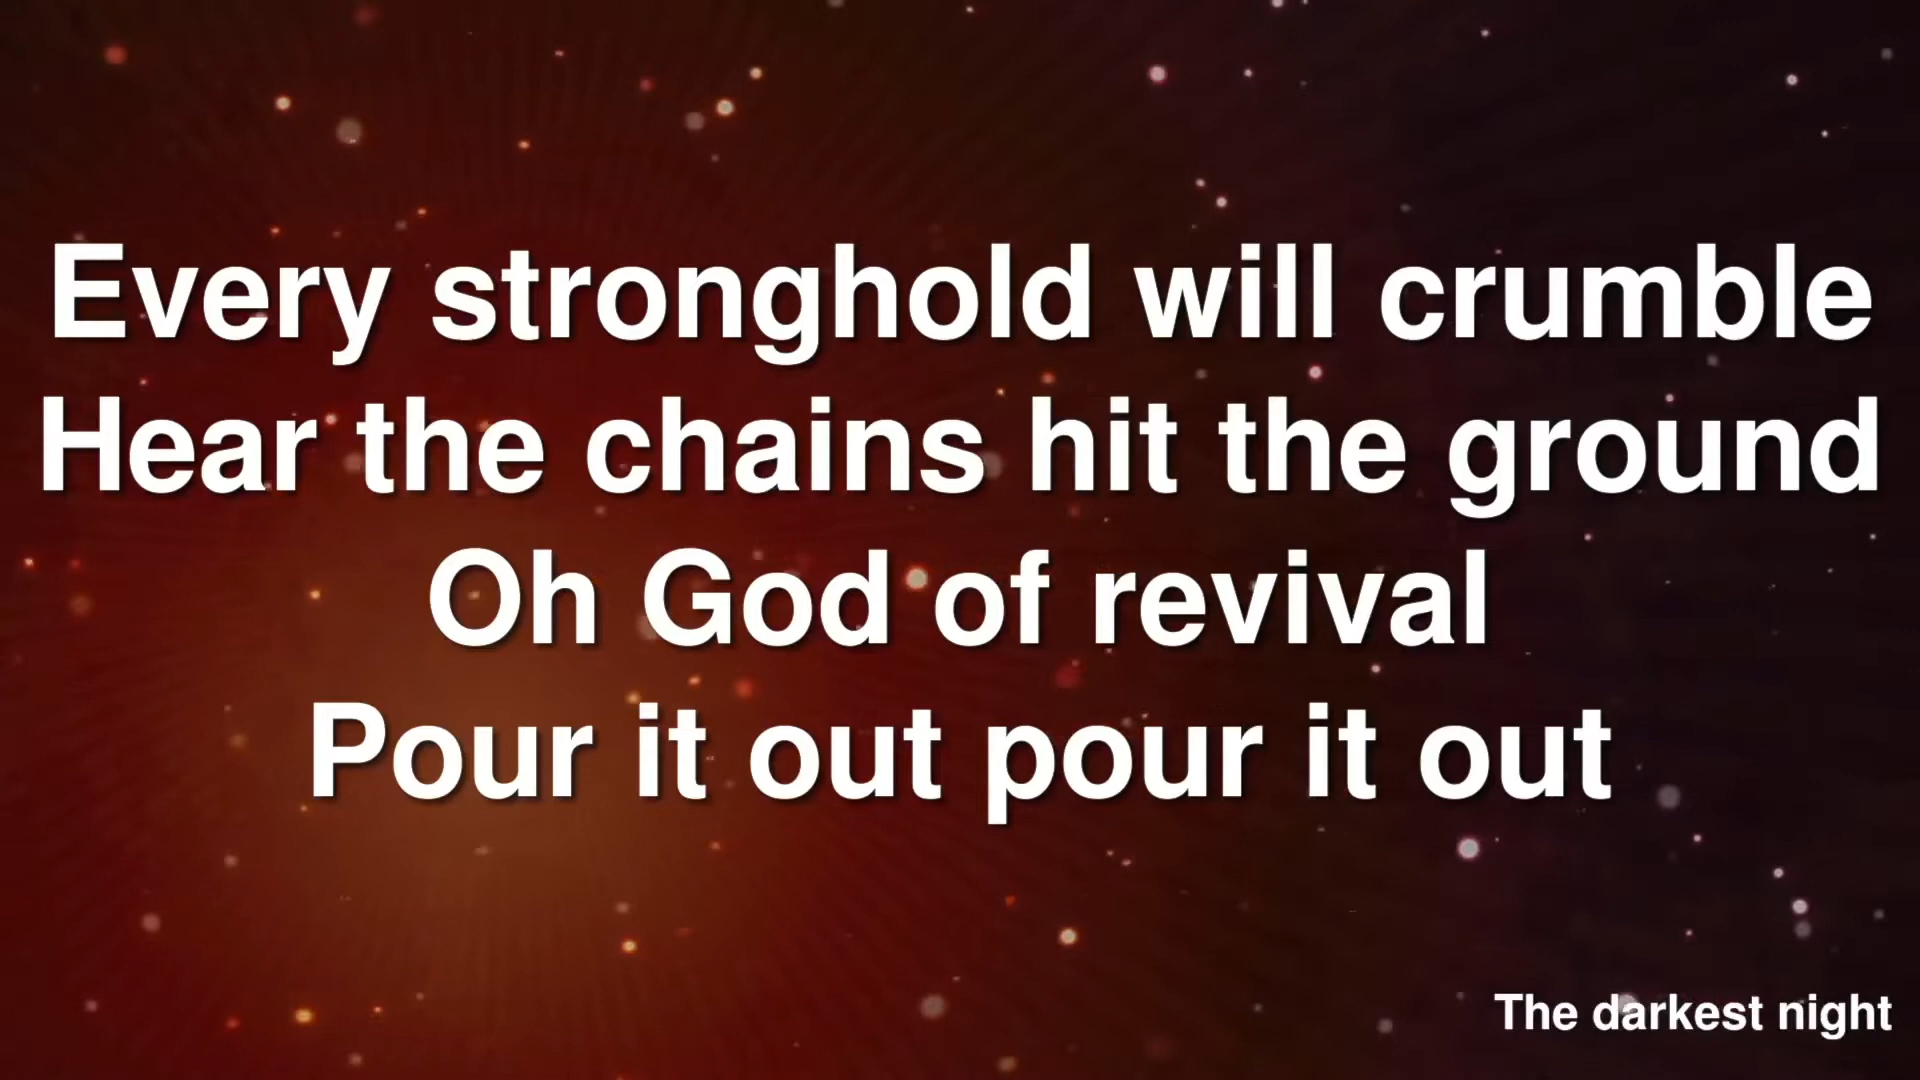 Every stronghold will crumble
Hear the chains hit the ground
Oh God of revival
Pour it out pour it out
The darkest night